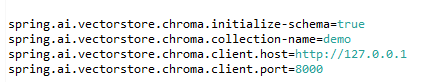 spring.ai.vectorstore.chroma.initialize-schema=true
spring.ai.vectorstore.chroma.collection-name=demo
spring.ai.vectorstore.chroma.client.host=http://127.0.0.1
spring.ai.vectorstore.chroma.client.port=8000